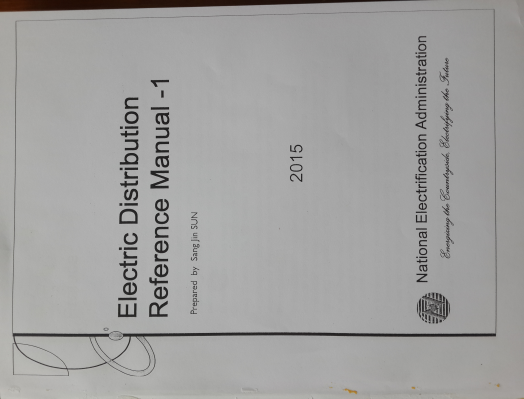 Electric Distribution
Reference Manual -1
Prepared by Sang Jin SUN
2015
National Electrification Administration
Energizing the Countryside, Electrifying the Future